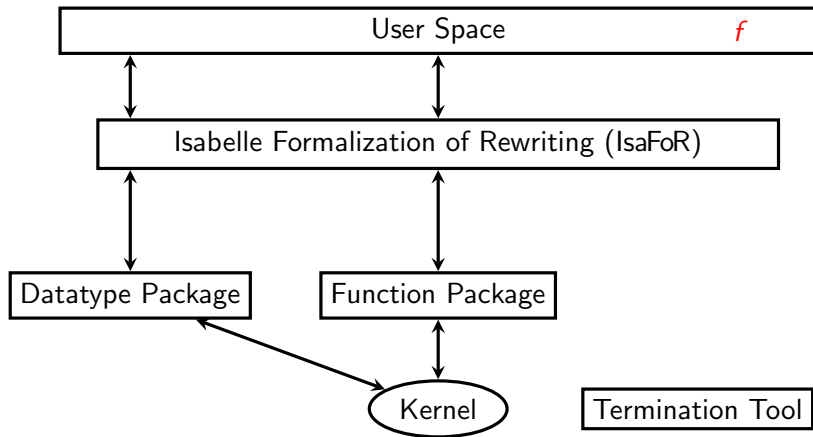 User Space f
Isabelle Formalization of Rewriting (IsaFoR)
Datatype Package Function Package
Kernel Termination Tool